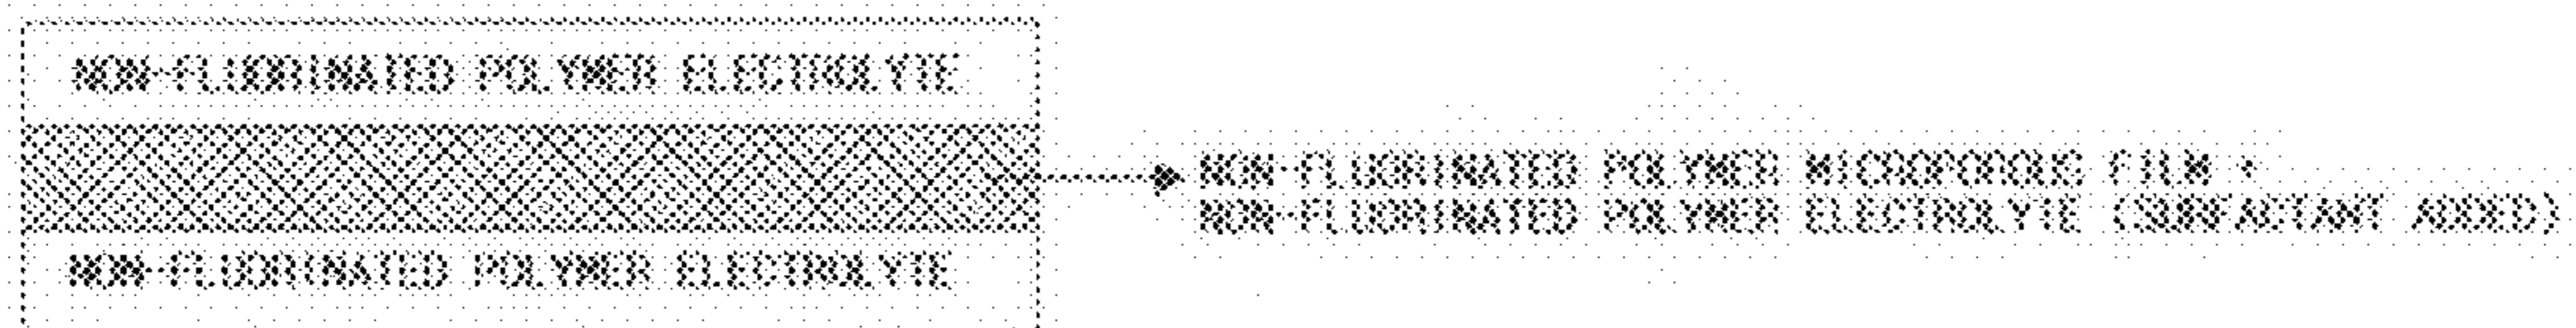 NON-FLUORINATED POLYMER ELECTROLYTE
NON-FLUORINATED POLYMER MICROPOROUS FILM +
NON-FLUORINATED POLYMER ELECTROLYTE (SURFACTANT ADDED)
NON-FLUORINATED POLYMER ELECTROLYTE